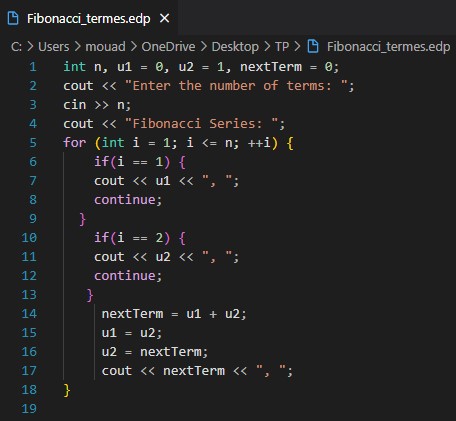 Fibonacci_termes.edp ×
C: > Users > mouad > OneDrive > Desktop > TP > Fibonacci_termes.edp
1 int n, u1 = 0, u2 = 1, nextTerm = 0;
2 cout << "Enter the number of terms: ";
3 cin >> n;
4 cout << "Fibonacci Series: ";
5 for (int i = 1; i <= n; ++i) {
6     if(i == 1) {
7     cout << u1 << ", ";
8     continue;
9   }
10     if(i == 2) {
11     cout << u2 << ", ";
12     continue;
13    }
14      nextTerm = u1 + u2;
15      u1 = u2;
16      u2 = nextTerm;
17      cout << nextTerm << ", ";
18 }
19